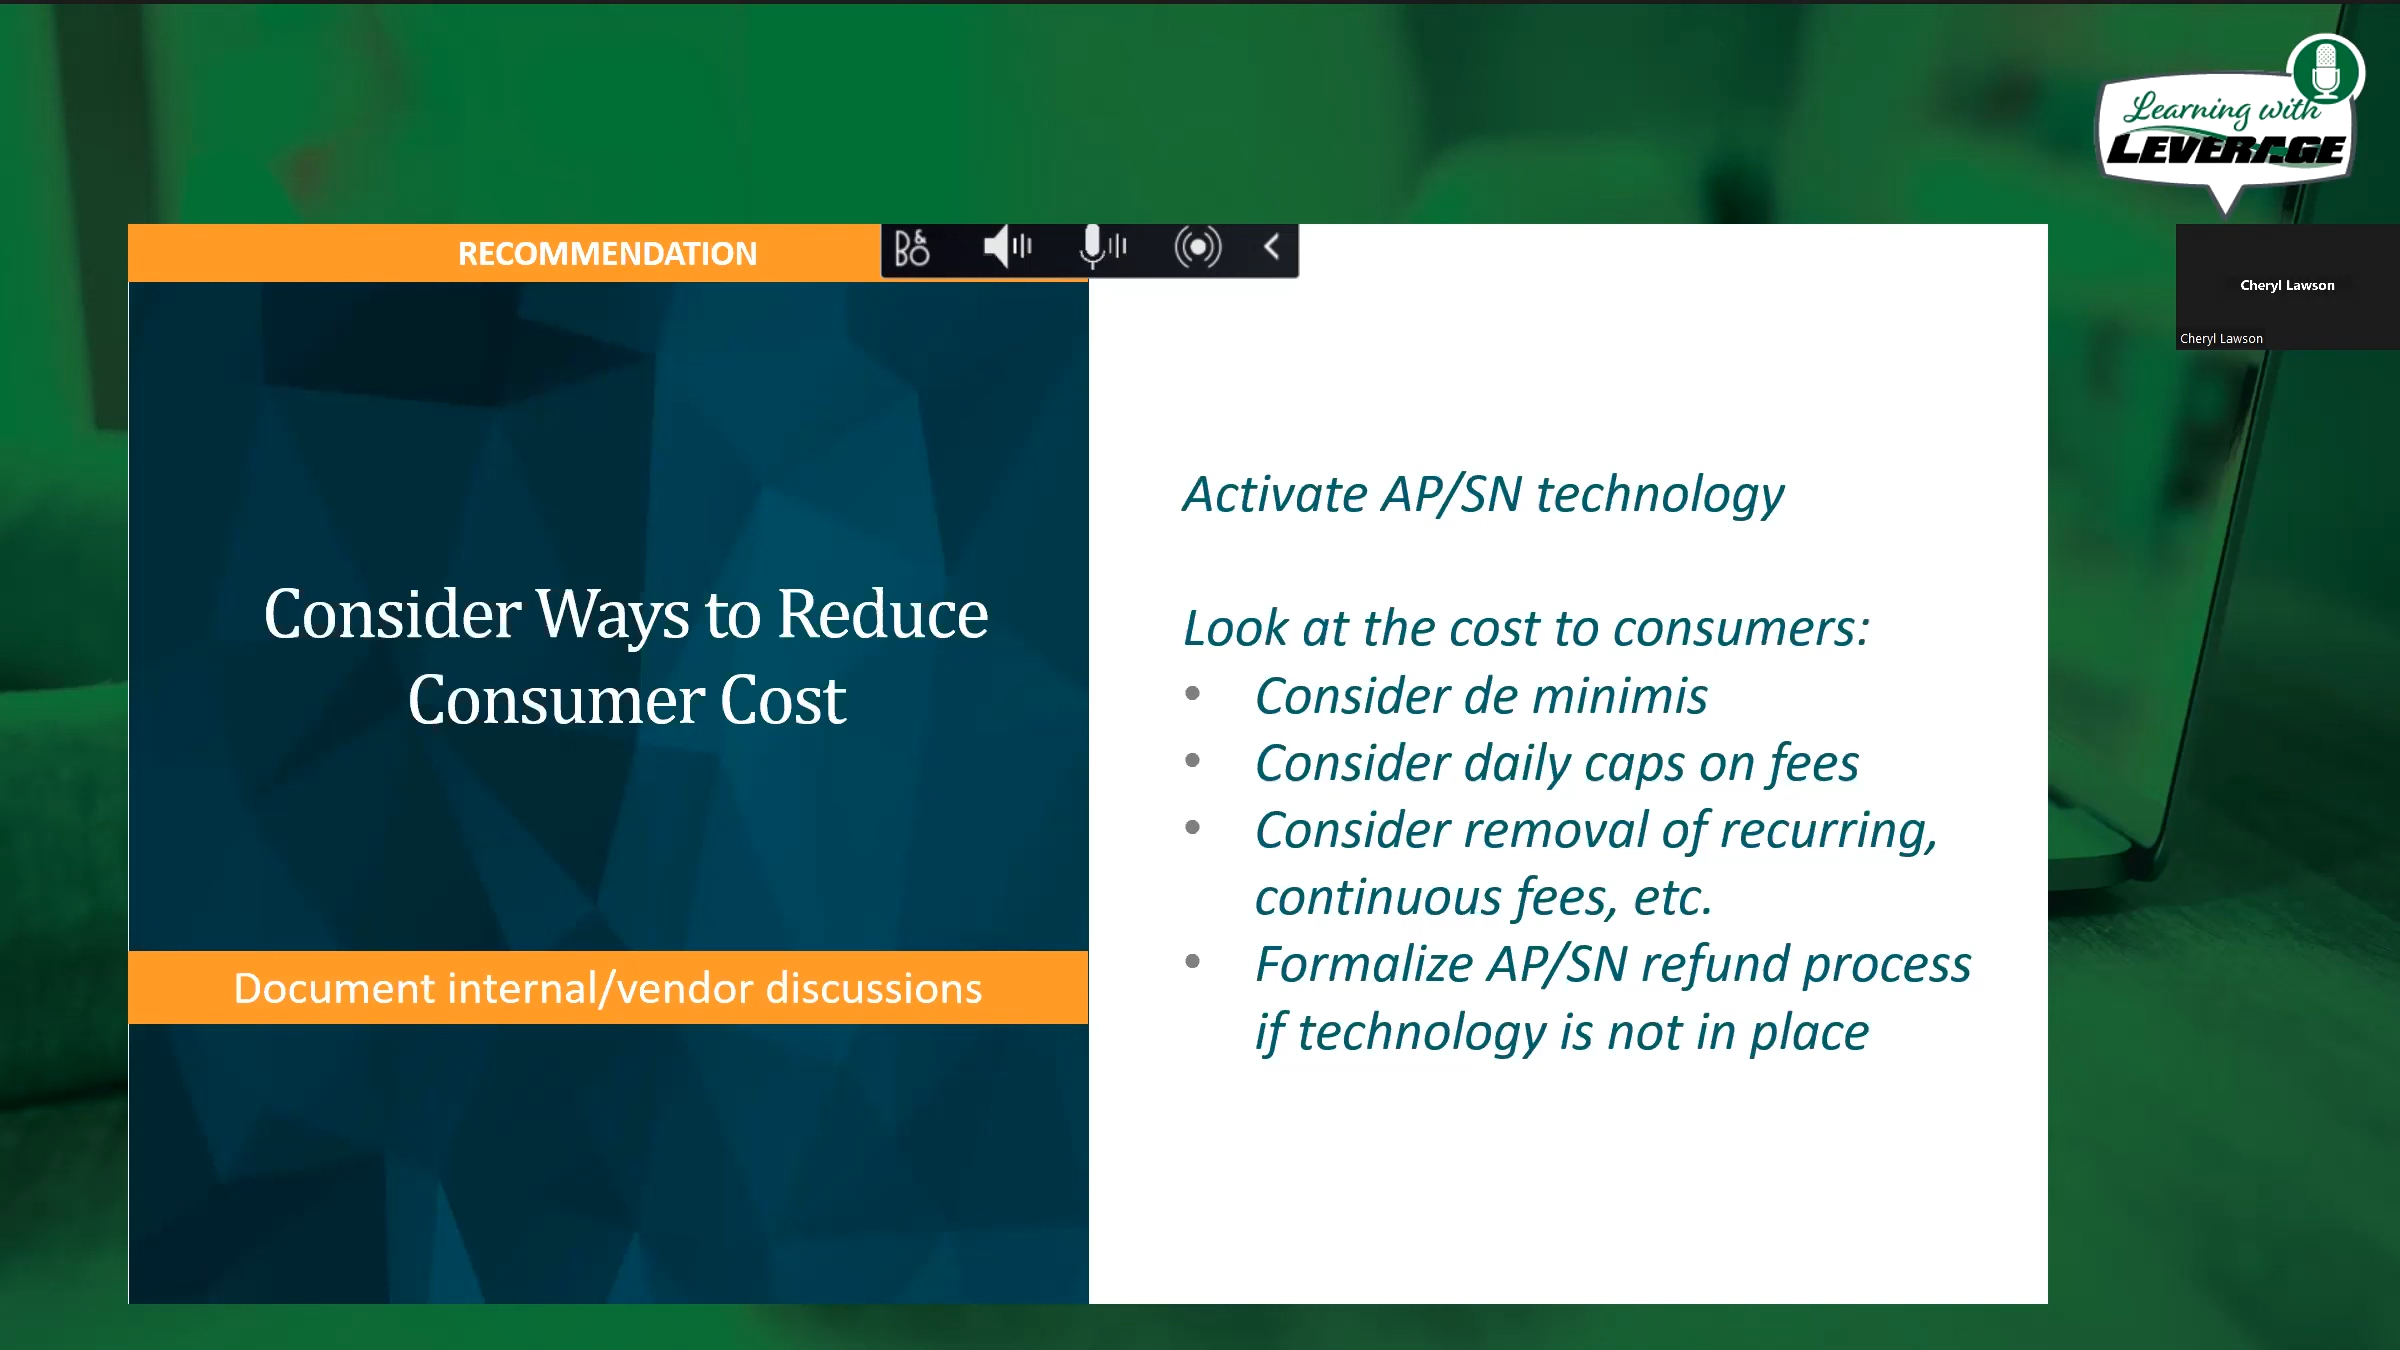 Learning with
LEVERAGE
RECOMMENDATION
B&O
Cheryl Lawson
Cheryl Lawson
Consider Ways to Reduce
Consumer Cost
Document internal/vendor discussions
Activate AP/SN technology
Look at the cost to consumers:
• Consider de minimis
• Consider daily caps on fees
• Consider removal of recurring,
continuous fees, etc.
• Formalize AP/SN refund process
if technology is not in place